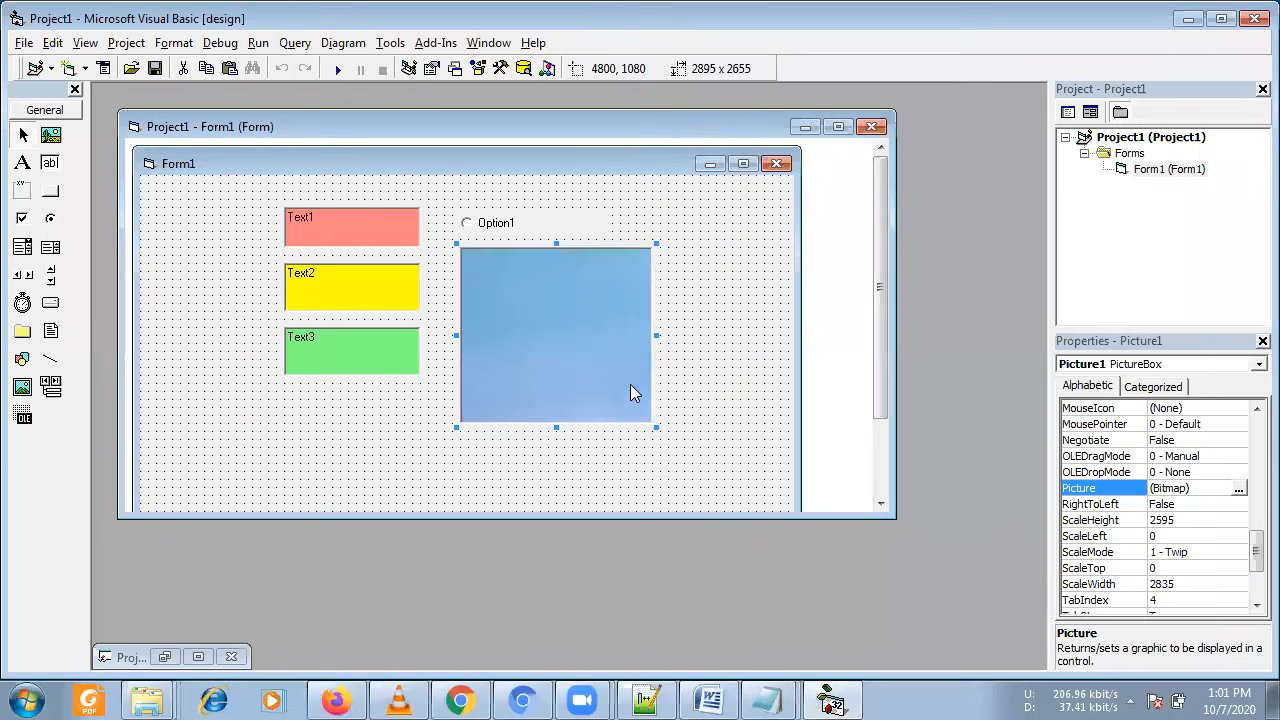 Project1 - Microsoft Visual Basic [design]
File Edit View Project Format Debug Run Query Diagram Tools Add-Ins Window Help
4800, 1080 2895 x 2655
General
Project1 - Form1 (Form)
Form1
Text1
Option1
Text2
Text3
Proj...
Project - Project1
Project1 (Project1)
Forms
Form1 (Form1)
Properties - Picture1
Picture1 PictureBox
Alphabetic Categorized
MouseIcon (None)
MousePointer 0 - Default
Negotiate False
OLEDragMode 0 - Manual
OLEDropMode 0 - None
Picture (Bitmap) ...
RightToLeft False
ScaleHeight 2595
ScaleLeft 0
ScaleMode 1 - Twip
ScaleTop 0
ScaleWidth 2835
TabIndex 4
Picture
Returns/sets a graphic to be displayed in a
control.
U: 206.96 kbit/s
D: 37.41 kbit/s
1:01 PM
10/7/2020